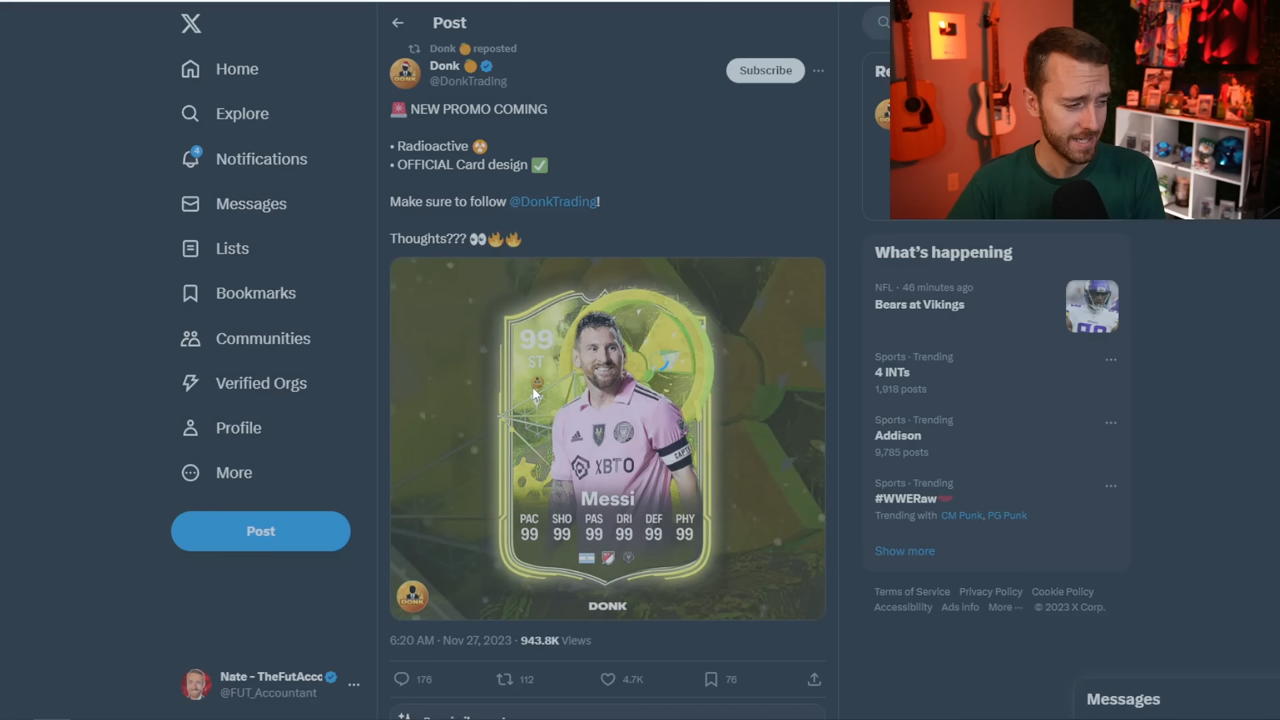 Home
Explore
4
Notifications
Messages
Lists
Bookmarks
Communities
Verified Orgs
Profile
More
Post
Nate - TheFutAcc
@FUT_Accountant
Post
Donk reposted
Donk
@DonkTrading
Subscribe
NEW PROMO COMING
• Radioactive
• OFFICIAL Card design
Make sure to follow @DonkTrading!
Thoughts???
99
ST
XBTO
Messi
PAC SHO PAS DRI DEF PHY
99 99 99 99 99 99
DONK
DONK
6:20 AM · Nov 27, 2023 · 943.8K Views
176 112 4.7K 76
Re
What's happening
NFL · 46 minutes ago
Bears at Vikings
Sports · Trending
4 INTs
1,918 posts
Sports · Trending
Addison
9,785 posts
Sports · Trending
#WWERaw
Trending with CM Punk, PG Punk
Show more
Terms of Service Privacy Policy Cookie Policy
Accessibility Ads info More ··· © 2023 X Corp.
Messages